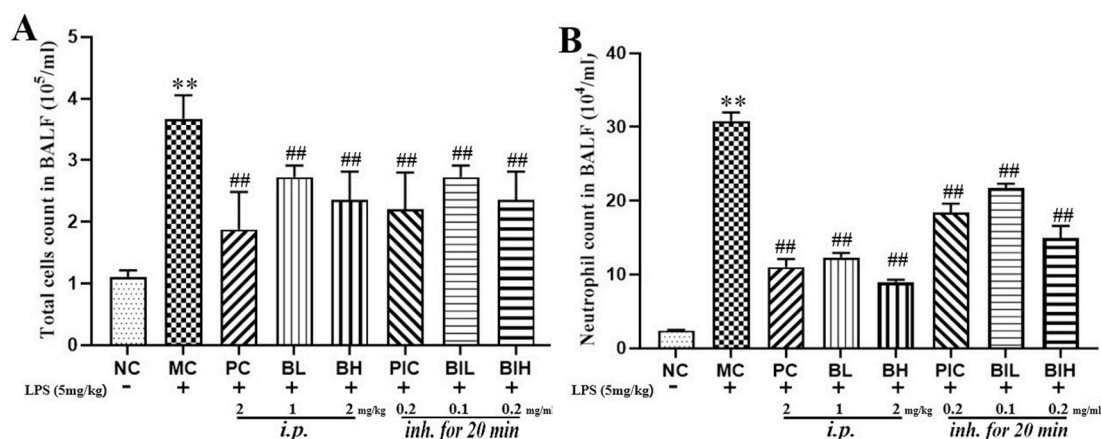 A
Total cells count in BALF (10^5/ml)
5
4
3
2
1
0
**
##
##
##
##
##
##
NC MC PC BL BH PIC BIL BIH
LPS (5mg/kg) - + + + + + + +
2 1 2 mg/kg 0.2 0.1 0.2 mg/ml
i.p. inh. for 20 min
B
Neutrophil count in BALF (10^4/ml)
40
30
20
10
0
**
##
##
##
##
##
##
NC MC PC BL BH PIC BIL BIH
LPS (5mg/kg) - + + + + + + +
2 1 2 mg/kg 0.2 0.1 0.2 mg/ml
i.p. inh. for 20 min